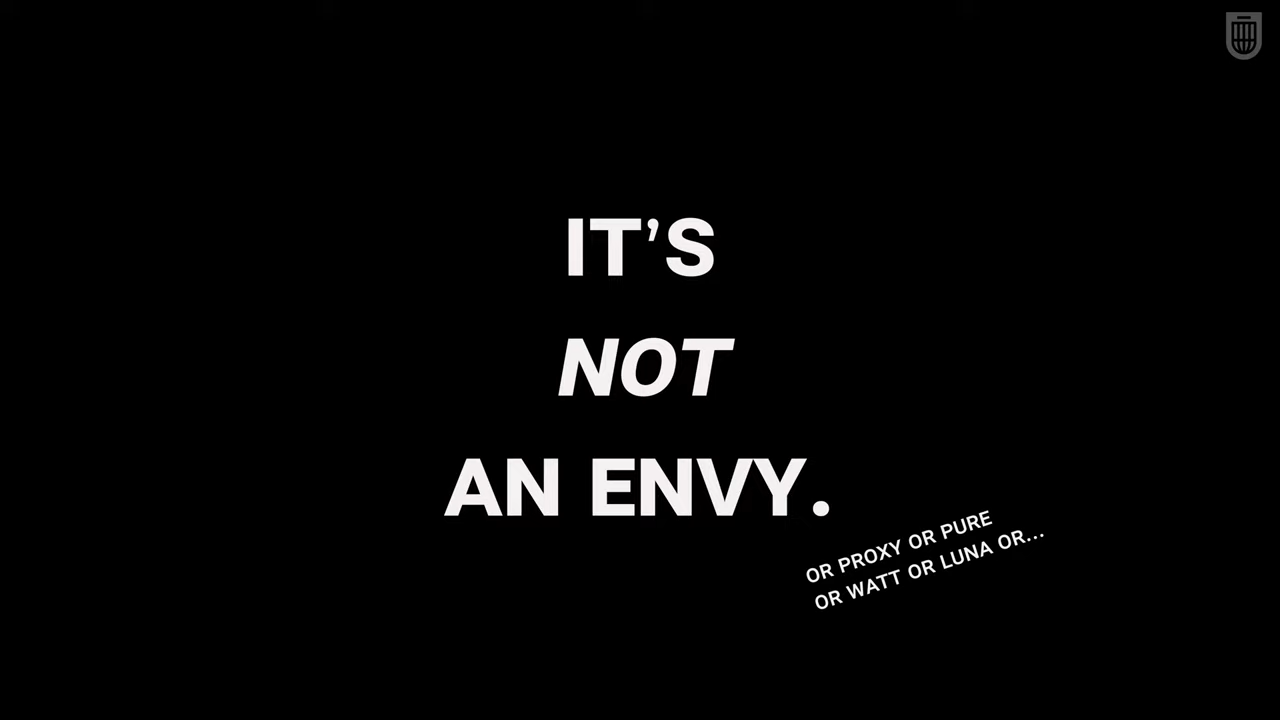 IT’S
NOT
AN ENVY.
OR PROXY OR PURE
OR WATT OR LUNA OR...